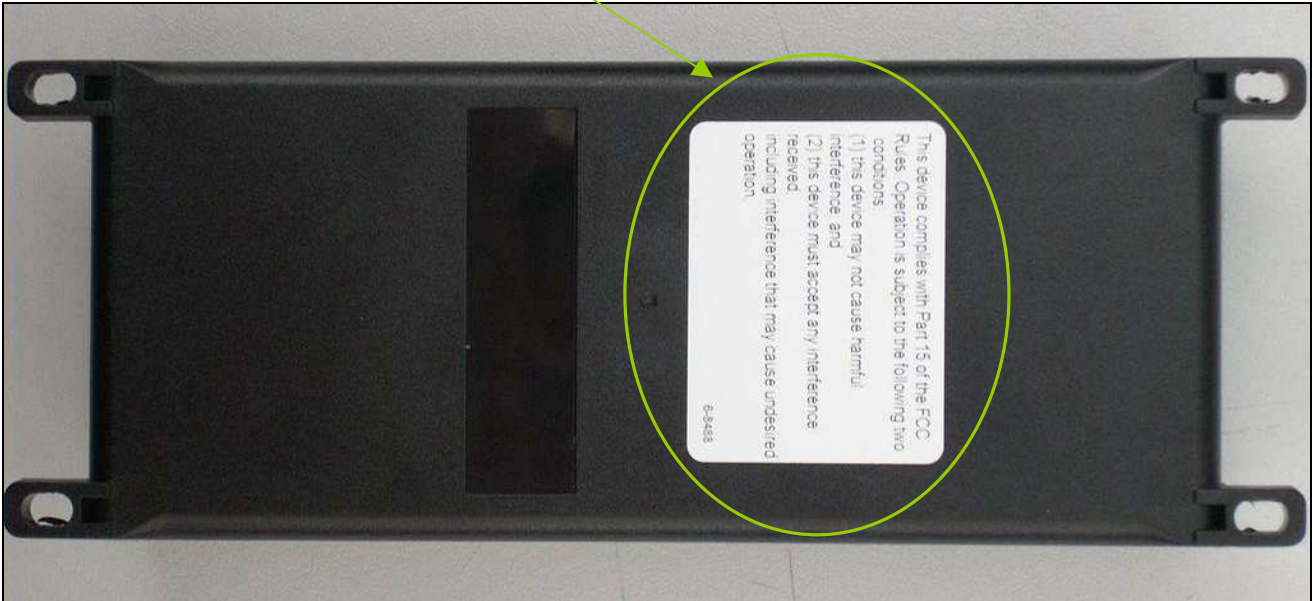 This device complies with Part 15 of the FCC
Rules. Operation is subject to the following two
conditions:
(1) this device may not cause harmful
interference, and
(2) this device must accept any interference
received,
including interference that may cause undesired
operation.
6-8488